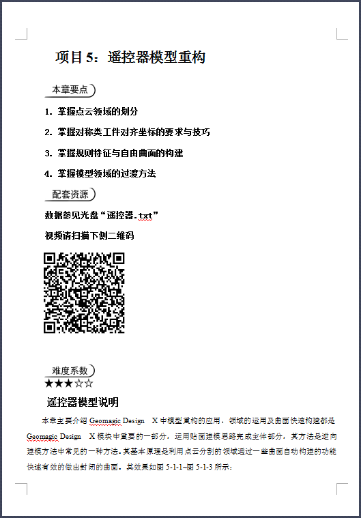 项目 5：遥控器模型重构
本章要点
1. 掌握点云领域的划分
2. 掌握对称类工件对齐坐标的要求与技巧
3. 掌握规则特征与自由曲面的构建
4. 掌握模型领域的过渡方法
配套资源
数据参见光盘“遥控器.txt”
视频请扫描下侧二维码
难度系数
★★★☆☆
遥控器模型说明
本章主要介绍 Geomagic Design X 中模型重构的应用，领域的运用及曲面快速构建都是
Geomagic Design X 模块中重要的一部分，运用贴面建模思路完成主体部分，其方法是逆向
建模方法中常见的一种方法。其基本原理是利用点云分割的领域通过一些曲面自动构建的功能
快速有效的做出封闭的曲面。其效果如图 5-1-1~图 5-1-3 所示：